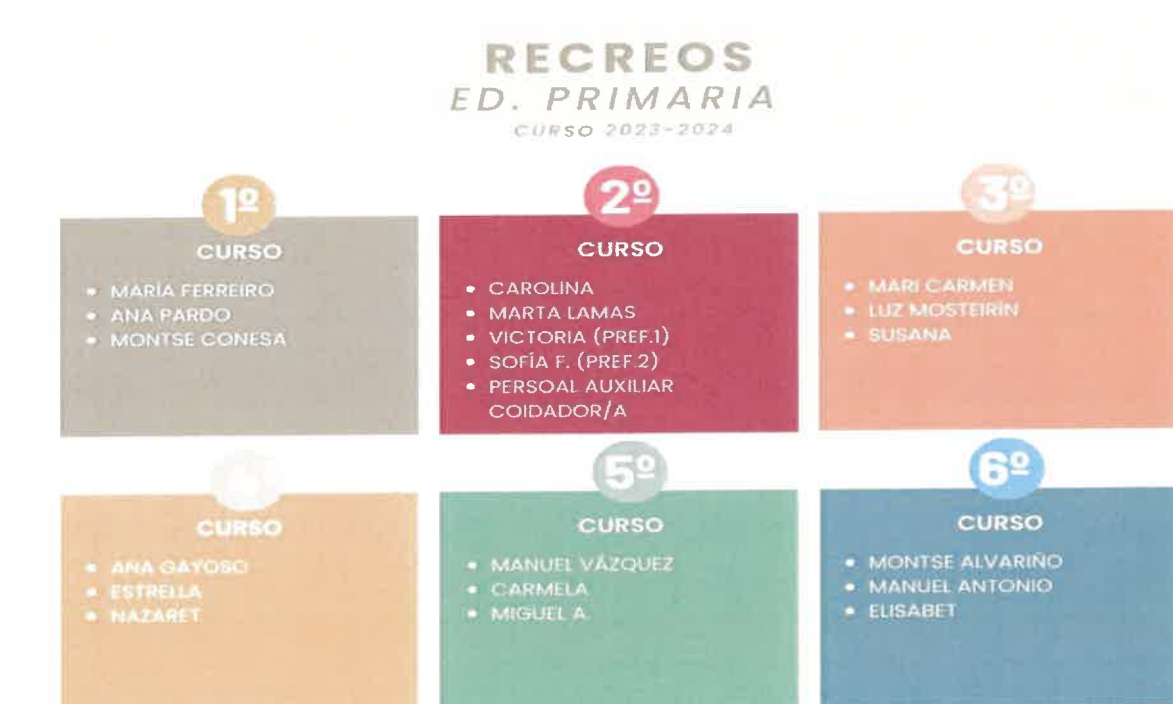 RECREOS
ED. PRIMARIA
CURSO 2023-2024
1º
CURSO
• MARÍA FERREIRO
• ANA PARDO
• MONTSE CONESA
2º
CURSO
• CAROLINA
• MARTA LAMAS
• VICTORIA (PREF.1)
• SOFÍA F. (PREF.2)
• PERSOAL AUXILIAR
COIDADOR/A
3º
CURSO
• MARI CARMEN
• LUZ MOSTEIRÍN
• SUSANA
CURSO
• ANA GAYOSO
• ESTRELLA
• NAZARET
5º
CURSO
• MANUEL VÁZQUEZ
• CARMELA
• MIGUEL A.
6º
CURSO
• MONTSE ALVARIÑO
• MANUEL ANTONIO
• ELISABET